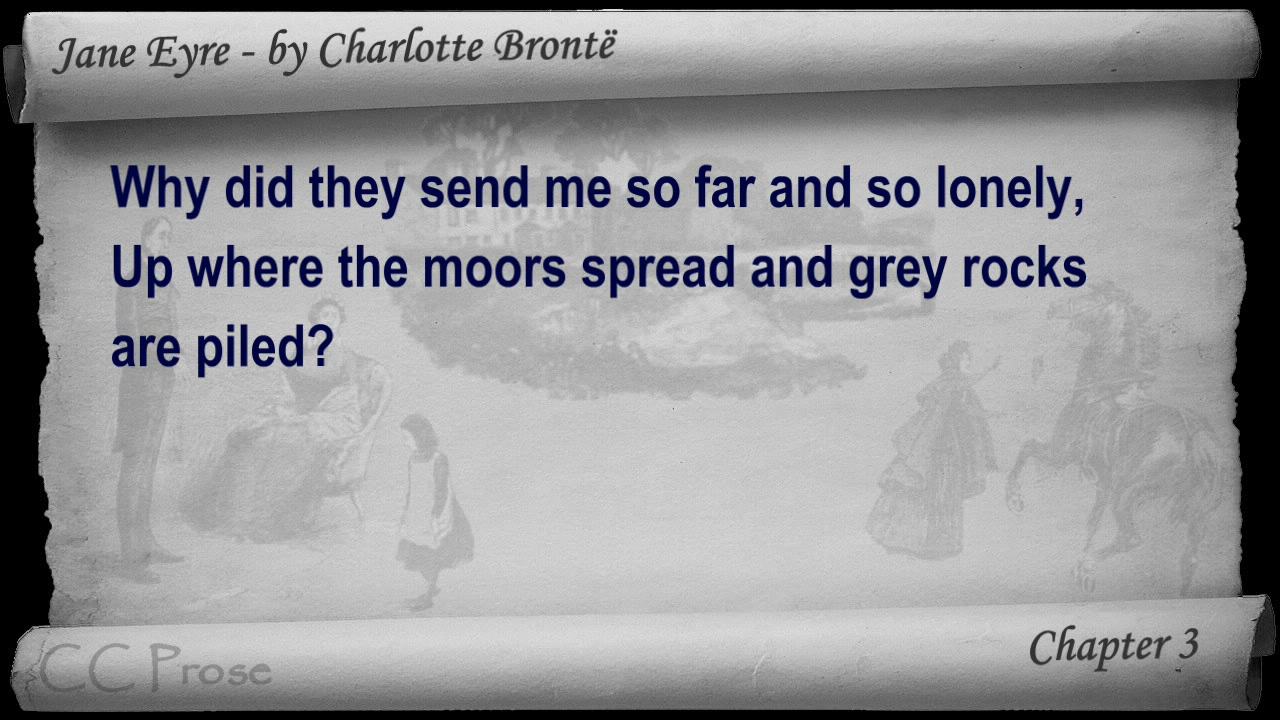 Jane Eyre - by Charlotte Brontë
Why did they send me so far and so lonely,
Up where the moors spread and grey rocks
are piled?
Chapter 3
CC Prose